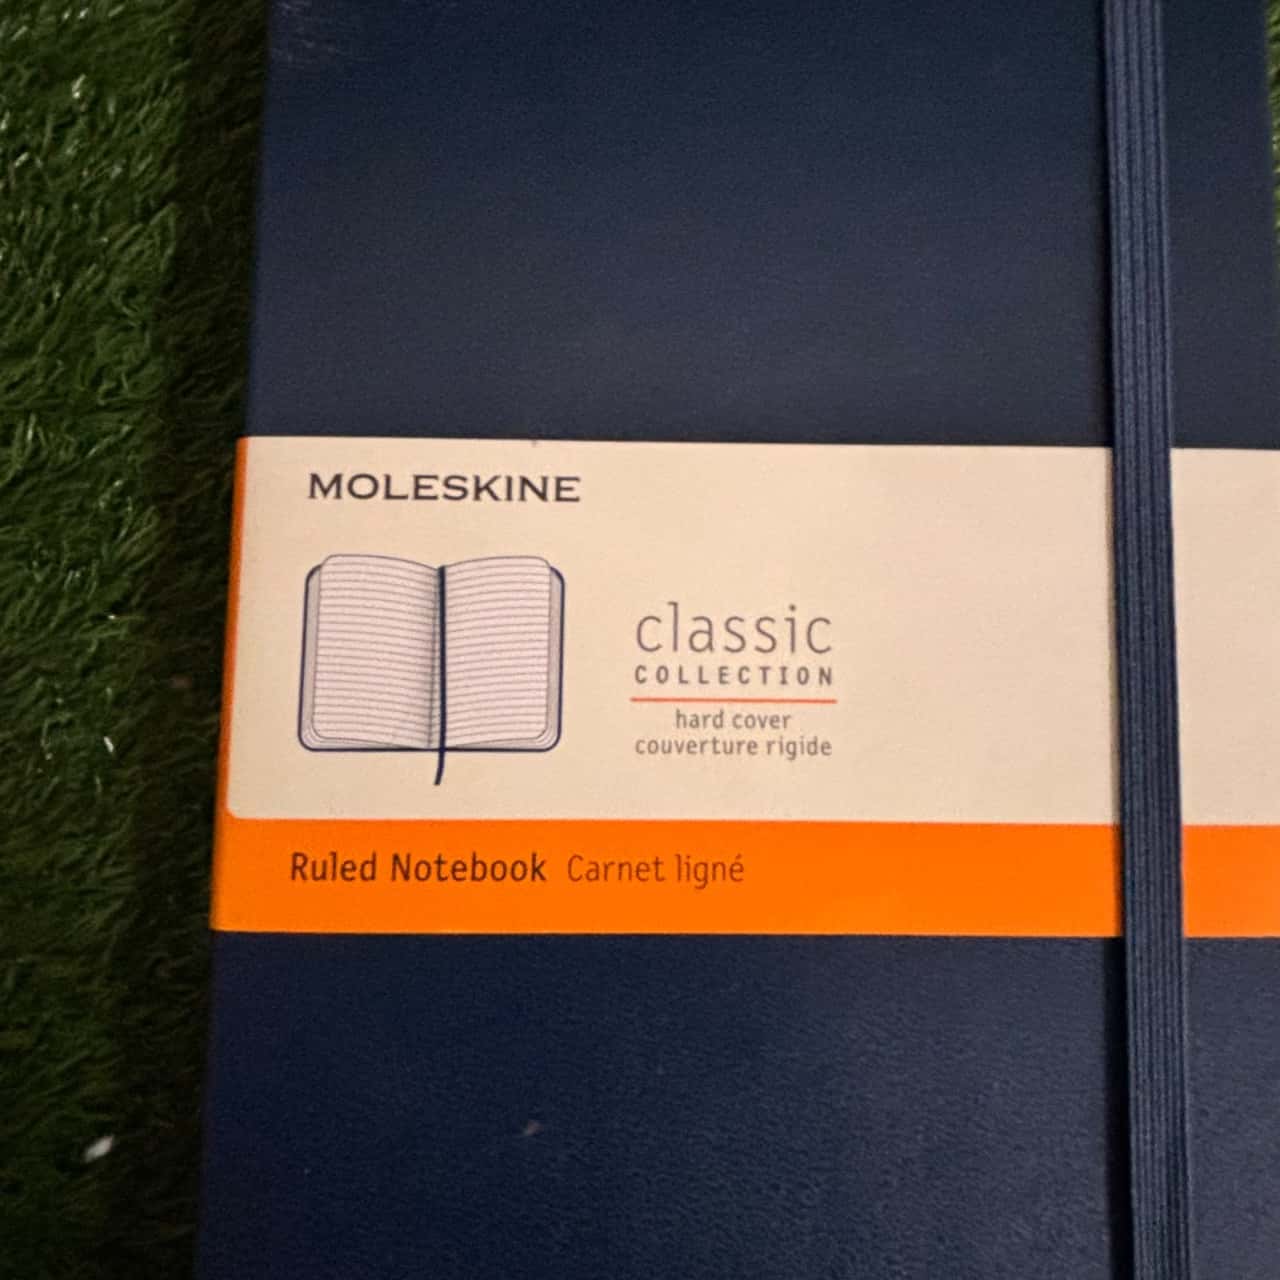 MOLESKINE
classic
COLLECTION
hard cover
couverture rigide
Ruled Notebook Carnet ligné